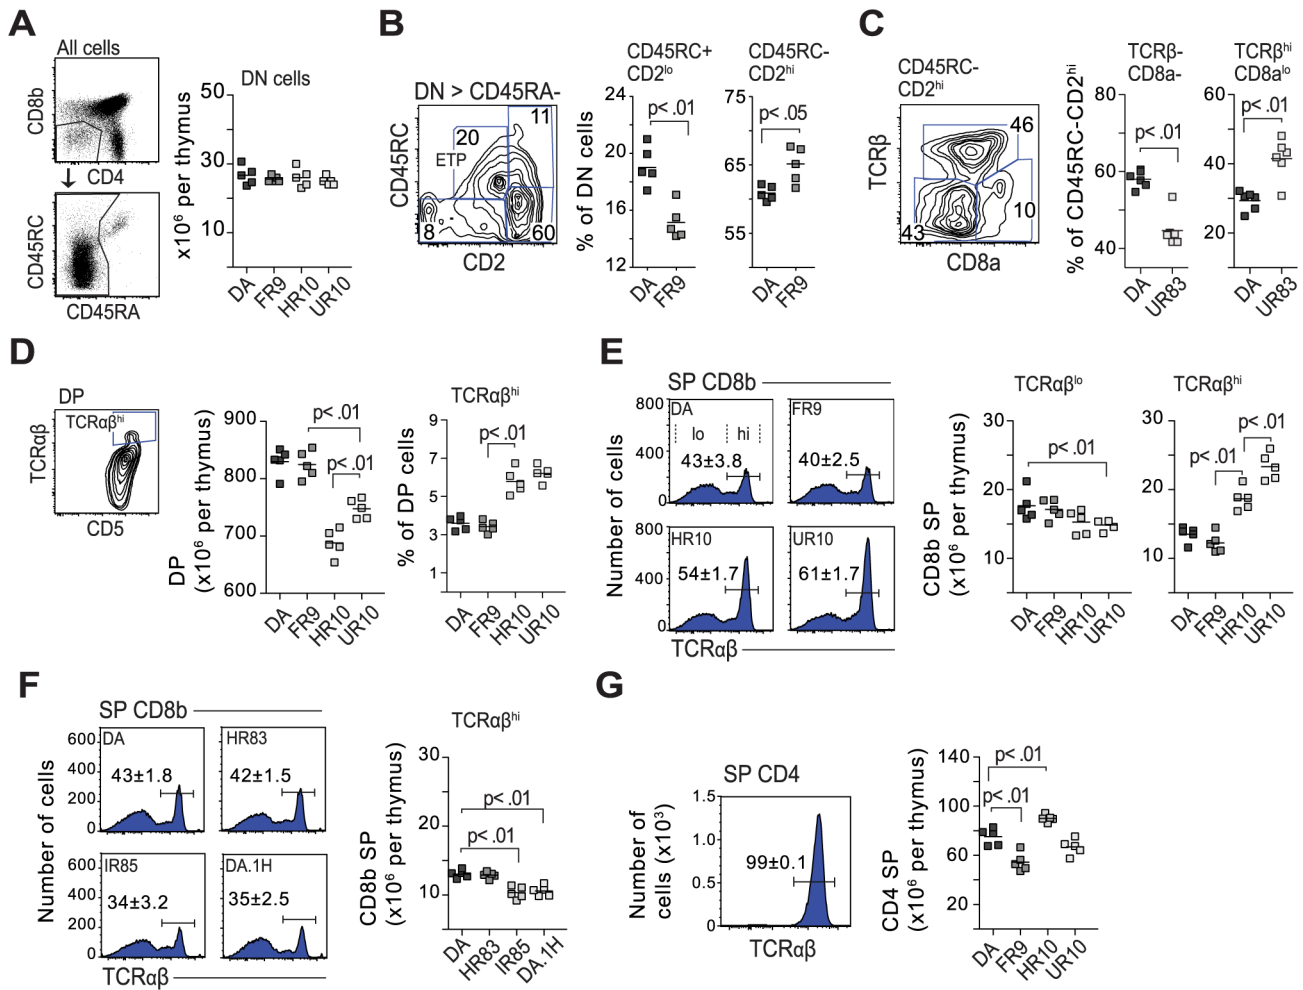 A
All cells
CD8b
CD4
CD45RC
CD45RA
DN cells
x10⁶ per thymus
50
30
10
DA
FR9
HR10
UR10
B
DN > CD45RA-
CD45RC
11
20
ETP
8
60
CD2
CD45RC+
CD2lo
% of DN cells
24
20
16
12
p< .01
DA
FR9
CD45RC-
CD2hi
75
65
55
p< .05
DA
FR9
C
CD45RC-
CD2hi
TCRβ
46
10
43
CD8a
% of CD45RC-CD2hi
TCRβ-
CD8a-
80
60
40
p< .01
DA
UR83
TCRβhi
CD8alo
60
40
20
p< .01
DA
UR83
D
DP
TCRαβhi
TCRαβ
CD5
DP
(x10⁶ per thymus)
900
800
700
600
p< .01
p< .01
DA
FR9
HR10
UR10
TCRαβhi
% of DP cells
9
7
5
3
1
p< .01
DA
FR9
HR10
UR10
E
SP CD8b
Number of cells
800
400
0
DA
lo
hi
43±3.8
FR9
40±2.5
800
400
0
HR10
54±1.7
UR10
61±1.7
TCRαβ
CD8b SP
(x10⁶ per thymus)
TCRαβlo
30
20
10
p< .01
DA
FR9
HR10
UR10
TCRαβhi
30
20
10
p< .01
p< .01
DA
FR9
HR10
UR10
F
SP CD8b
Number of cells
600
400
200
0
DA
43±1.8
HR83
42±1.5
600
400
200
0
IR85
34±3.2
DA.1H
35±2.5
TCRαβ
TCRαβhi
CD8b SP
(x10⁶ per thymus)
30
20
10
p< .01
p< .01
DA
HR83
IR85
DA.1H
G
SP CD4
Number of
cells (x10³)
1.5
1.0
0.5
0
99±0.1
TCRαβ
CD4 SP
(x10⁶ per thymus)
140
100
60
20
p< .01
p< .01
DA
FR9
HR10
UR10